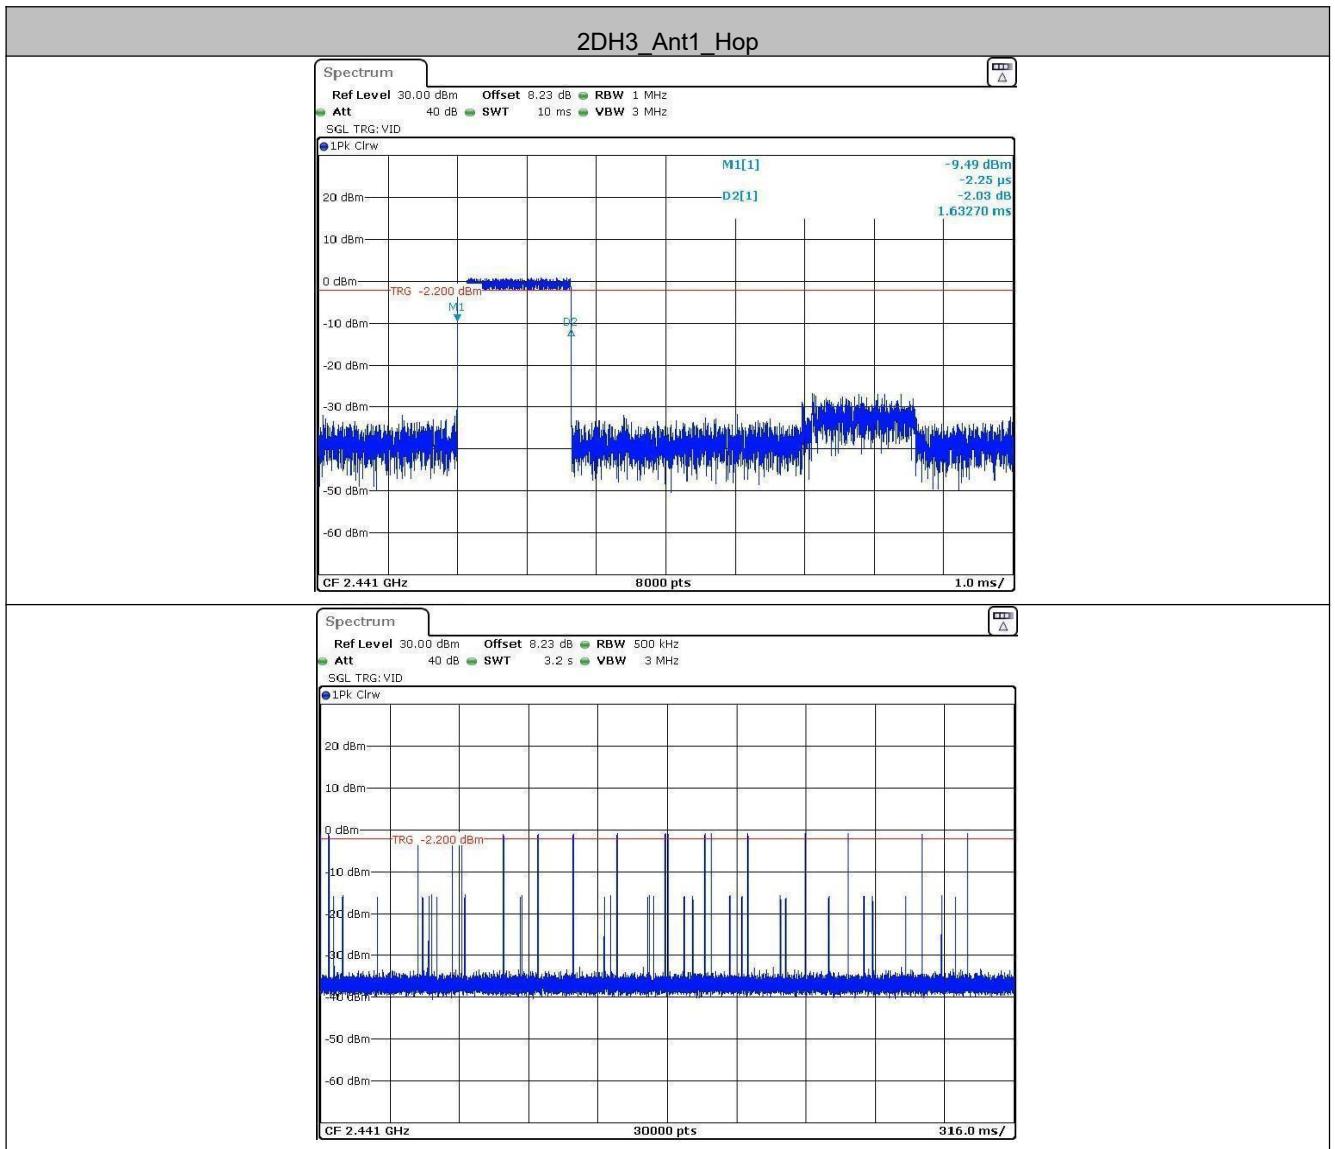 2DH3_Ant1_Hop
Spectrum
Ref Level 30.00 dBm Offset 8.23 dB RBW 1 MHz
Att 40 dB SWT 10 ms VBW 3 MHz
SGL TRG:VID
1Pk Clrw
M1[1] -9.49 dBm
-2.25 µs
20 dBm D2[1] -2.03 dB
1.63270 ms
10 dBm
0 dBm
TRG -2.200 dBm
M1
-10 dBm D2
-20 dBm
-30 dBm
-50 dBm
-60 dBm
CF 2.441 GHz 8000 pts 1.0 ms/
Spectrum
Ref Level 30.00 dBm Offset 8.23 dB RBW 500 kHz
Att 40 dB SWT 3.2 s VBW 3 MHz
SGL TRG:VID
1Pk Clrw
20 dBm
10 dBm
0 dBm
TRG -2.200 dBm
-10 dBm
-20 dBm
-30 dBm
-40 dBm
-50 dBm
-60 dBm
CF 2.441 GHz 30000 pts 316.0 ms/